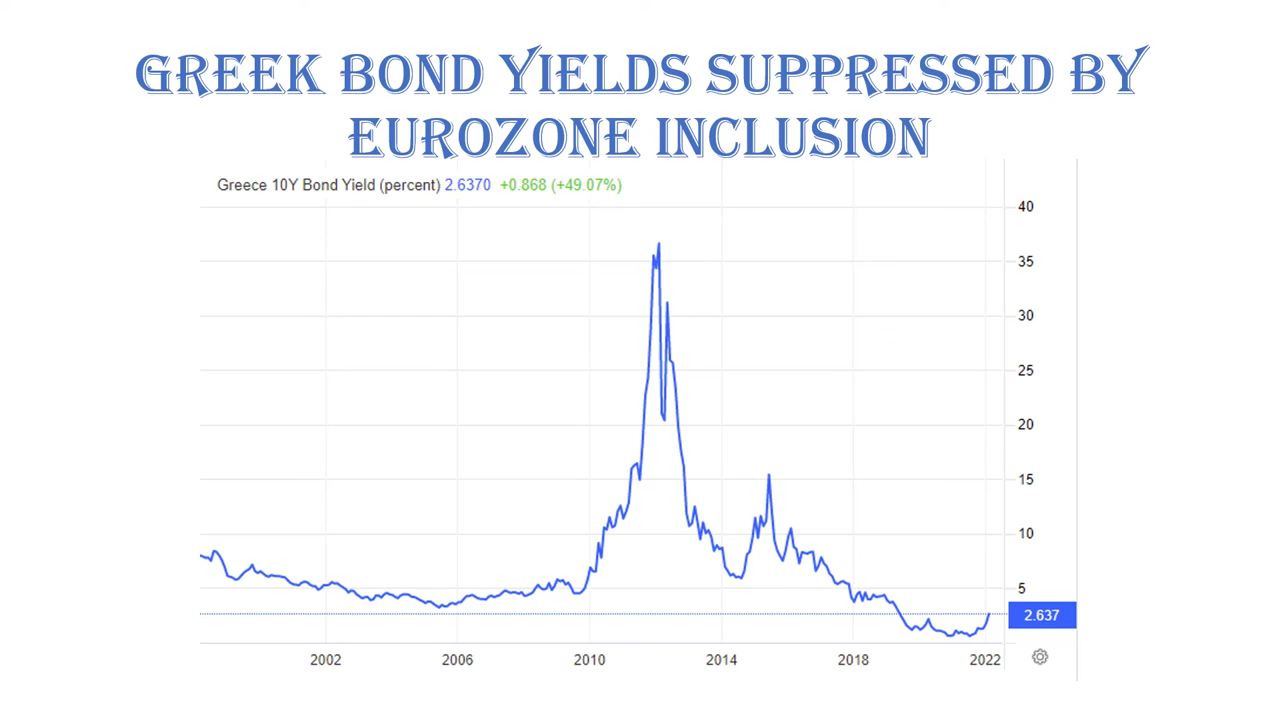 GREEK BOND YIELDS SUPPRESSED BY
EUROZONE INCLUSION
Greece 10Y Bond Yield (percent) 2.6370 +0.868 (+49.07%)
40
35
30
25
20
15
10
5
2.637
2002 2006 2010 2014 2018 2022